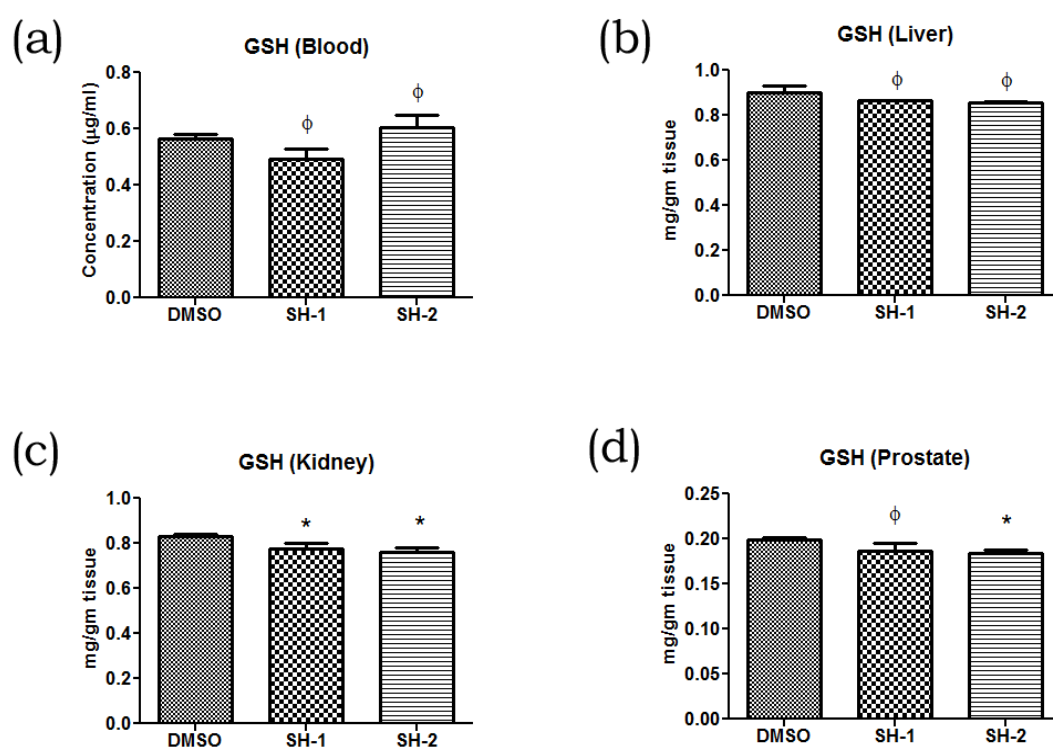 (a)
GSH (Blood)
Concentration (µg/ml)
0.8
0.6
0.4
0.2
0.0
ϕ
ϕ
DMSO SH-1 SH-2
(b)
GSH (Liver)
mg/gm tissue
1.0
0.8
0.6
0.4
0.2
0.0
ϕ ϕ
DMSO SH-1 SH-2
(c)
GSH (Kidney)
mg/gm tissue
1.0
0.8
0.6
0.4
0.2
0.0
* *
DMSO SH-1 SH-2
(d)
GSH (Prostate)
mg/gm tissue
0.25
0.20
0.15
0.10
0.05
0.00
ϕ *
DMSO SH-1 SH-2